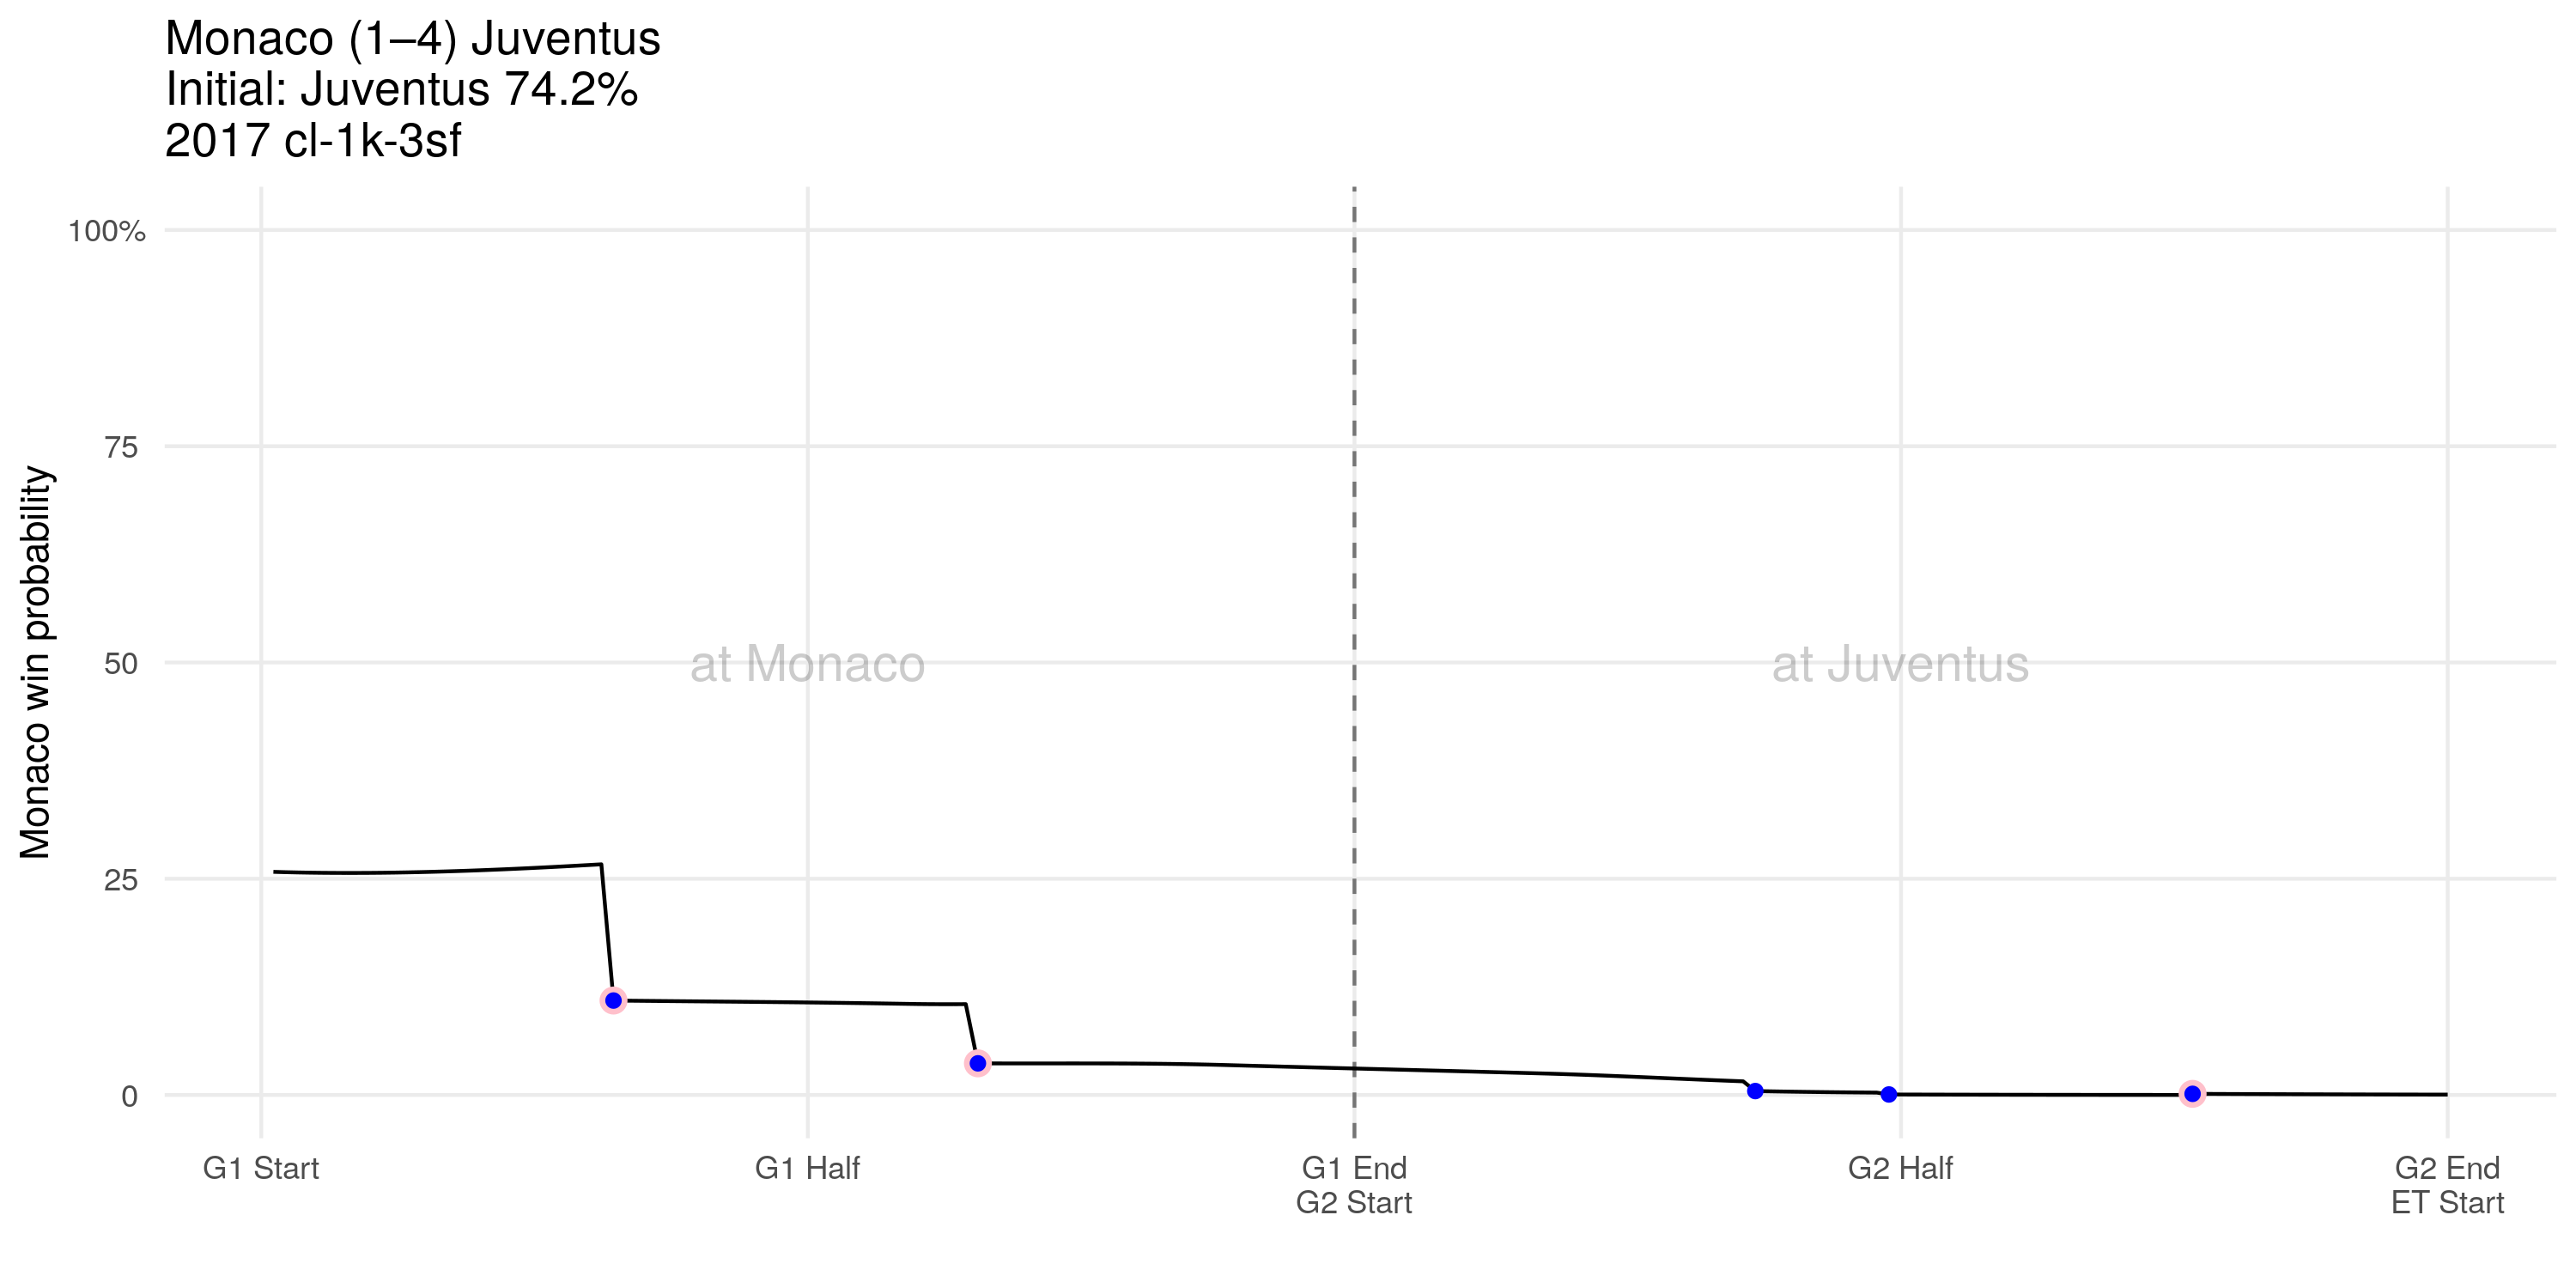 Monaco (1–4) Juventus
Initial: Juventus 74.2%
2017 cl-1k-3sf
Monaco win probability
100%
75
50
25
0
at Monaco
at Juventus
G1 Start
G1 Half
G1 End
G2 Start
G2 Half
G2 End
ET Start